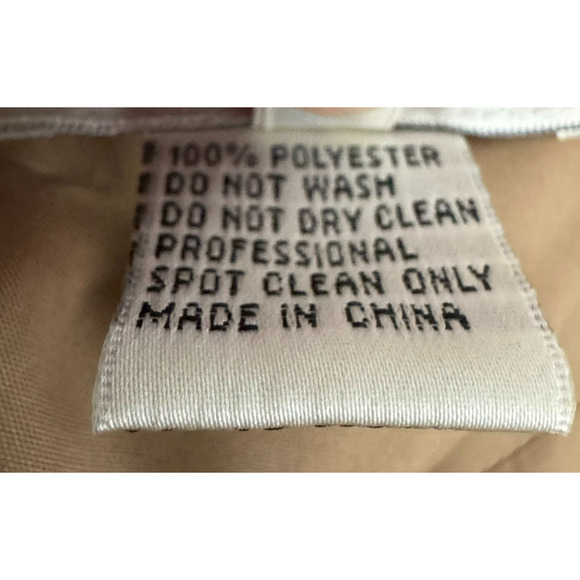 100% POLYESTER
DO NOT WASH
DO NOT DRY CLEAN
PROFESSIONAL
SPOT CLEAN ONLY
MADE IN CHINA